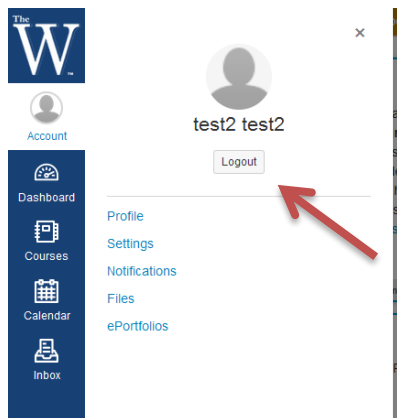 The
W
Account
Dashboard
Courses
Calendar
Inbox
×
test2 test2
Logout
Profile
Settings
Notifications
Files
ePortfolios